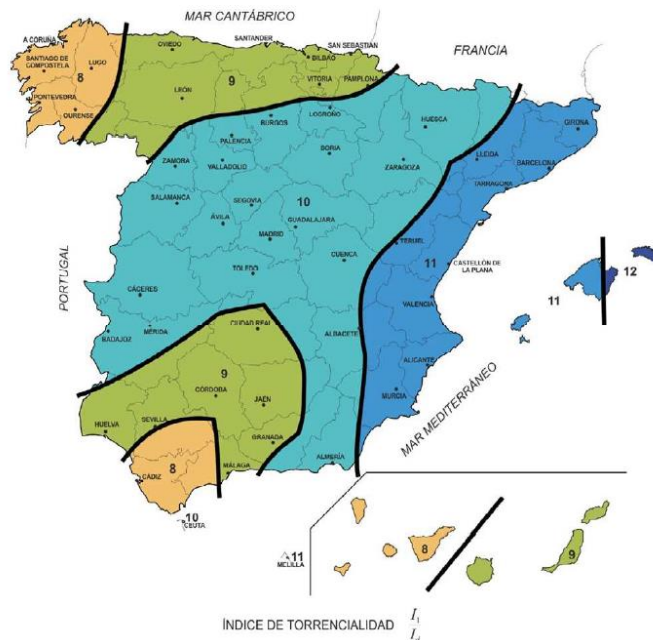 MAR CANTÁBRICO
A CORUÑA
LUGO
SANTIAGO DE COMPOSTELA
8
PONTEVEDRA
OURENSE
OVIEDO
SANTANDER
SAN SEBASTIAN
BILBAO
9
VITORIA
PAMPLONA
LEÓN
FRANCIA
BURGOS
LOGROÑO
PALENCIA
HUESCA
GIRONA
ZAMORA
VALLADOLID
SORIA
ZARAGOZA
LLEIDA
BARCELONA
TARRAGONA
SALAMANCA
SEGOVIA
10
ÁVILA
GUADALAJARA
MADRID
TERUEL
CUENCA
11
CASTELLÓN DE LA PLANA
12
11
PORTUGAL
TOLEDO
CÁCERES
VALENCIA
CIUDAD REAL
ALBACETE
MÉRIDA
BADAJOZ
ALICANTE
9
CÓRDOBA
JAÉN
MURCIA
MAR MEDITERRÁNEO
HUELVA
SEVILLA
GRANADA
8
CÁDIZ
MÁLAGA
ALMERÍA
10
CEUTA
11
MELILLA
8
9
ÍNDICE DE TORRENCIALIDAD